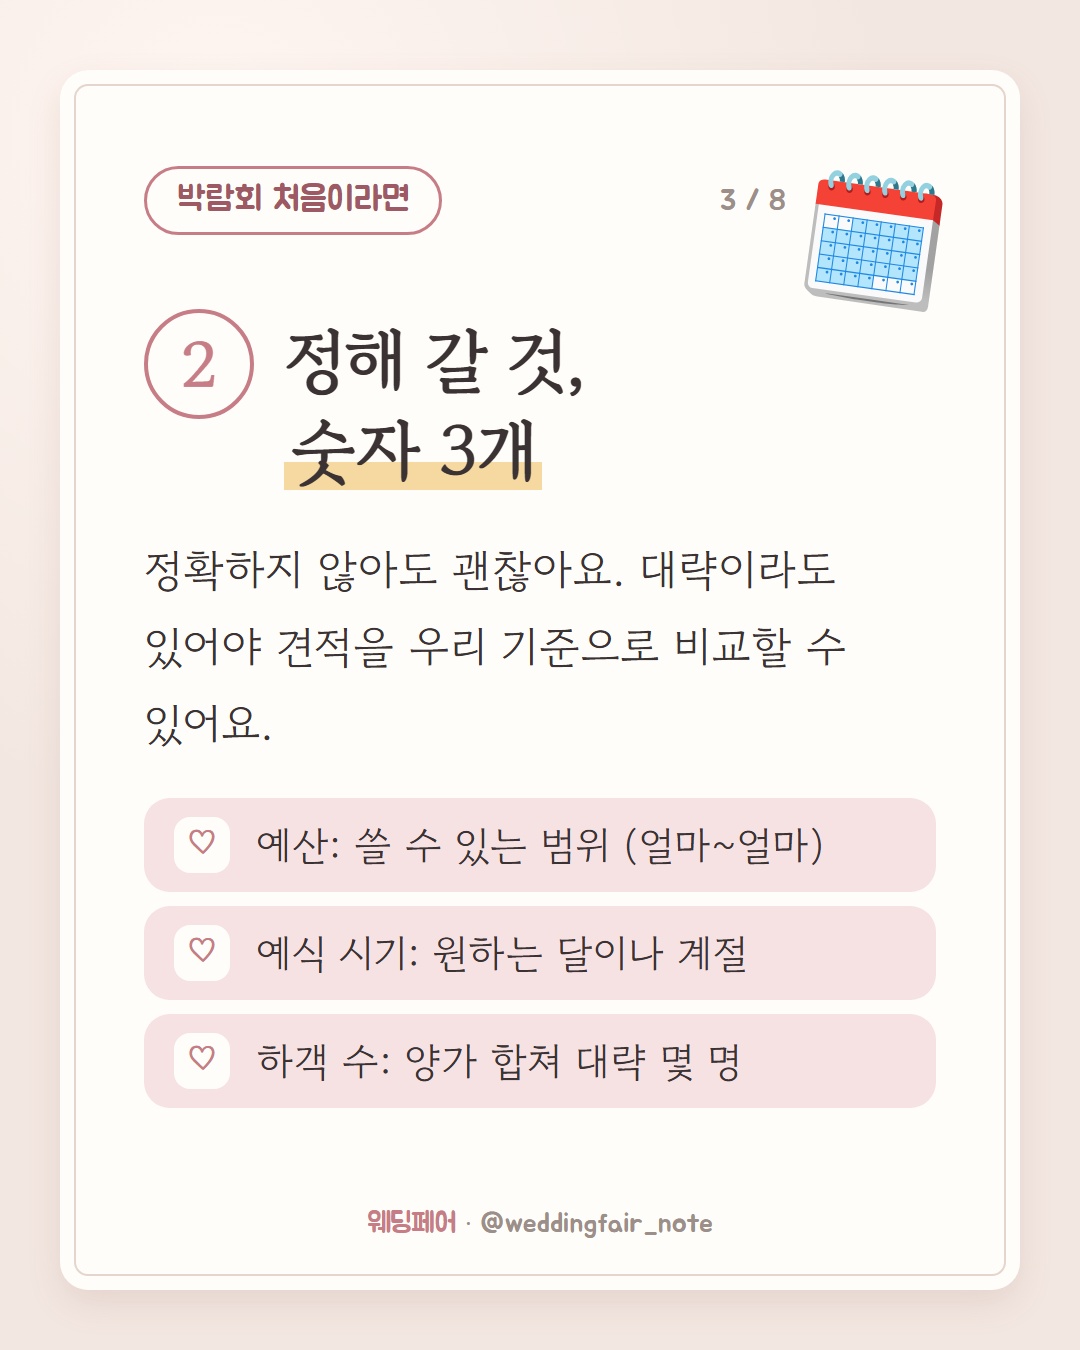 박람회 처음이라면
3 / 8
2
정해 갈 것,
숫자 3개
정확하지 않아도 괜찮아요. 대략이라도
있어야 견적을 우리 기준으로 비교할 수
있어요.
예산: 쓸 수 있는 범위 (얼마~얼마)
예식 시기: 원하는 달이나 계절
하객 수: 양가 합쳐 대략 몇 명
웨딩페어 · @weddingfair_note